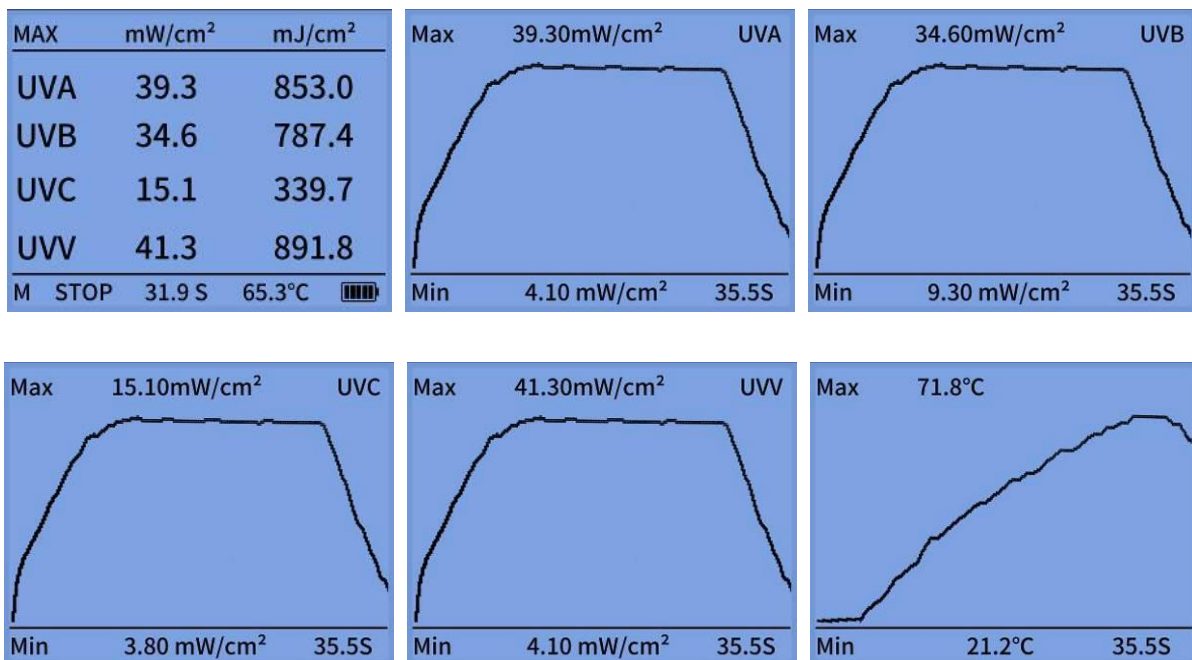 MAX mW/cm² mJ/cm²
UVA 39.3 853.0
UVB 34.6 787.4
UVC 15.1 339.7
UVV 41.3 891.8
M STOP 31.9 S 65.3°C
Max 39.30mW/cm² UVA
Min 4.10 mW/cm² 35.5S
Max 34.60mW/cm² UVB
Min 9.30 mW/cm² 35.5S
Max 15.10mW/cm² UVC
Min 3.80 mW/cm² 35.5S
Max 41.30mW/cm² UVV
Min 4.10 mW/cm² 35.5S
Max 71.8°C
Min 21.2°C 35.5S